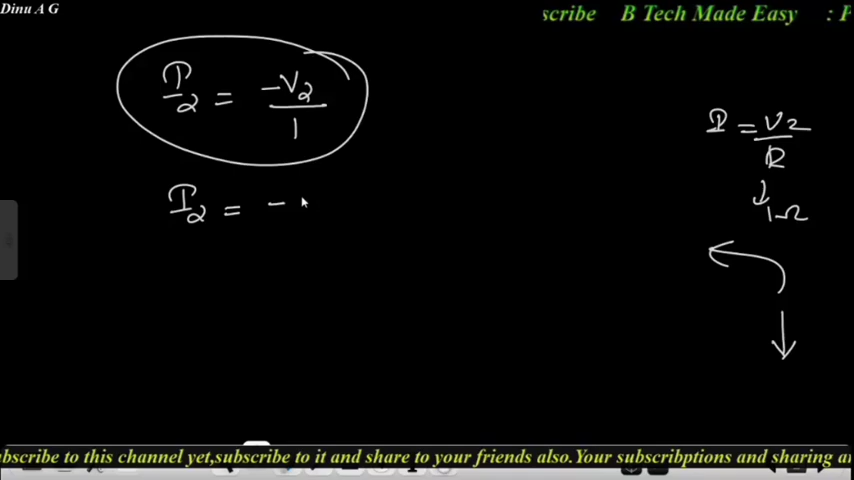 Dinu A G
scribe B Tech Made Easy : F
I2 = -V2/1
I = V2/R
I2 = -
1Ω
bscribe to this channel yet,subscribe to it and share to your friends also.Your subscribptions and sharing ar